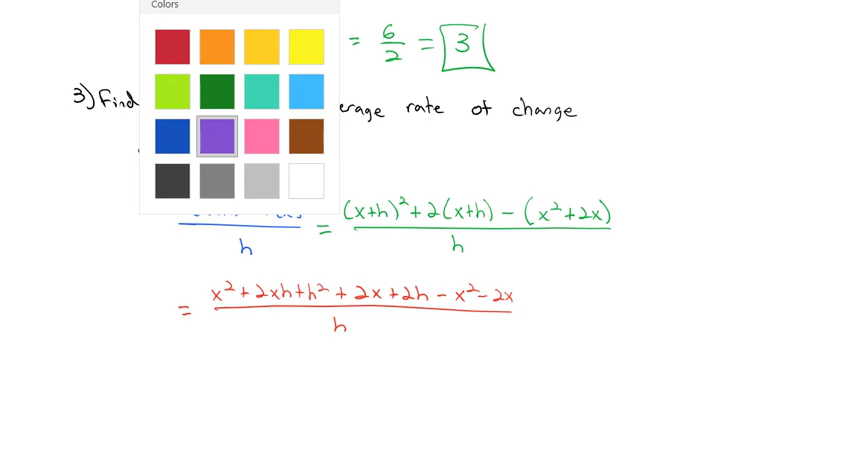 Colors
= 6/2 = 3
3) Find rate of change
h = (x+h)² + 2(x+h) − (x²+2x) / h
= x² + 2xh + h² + 2x + 2h − x² − 2x / h